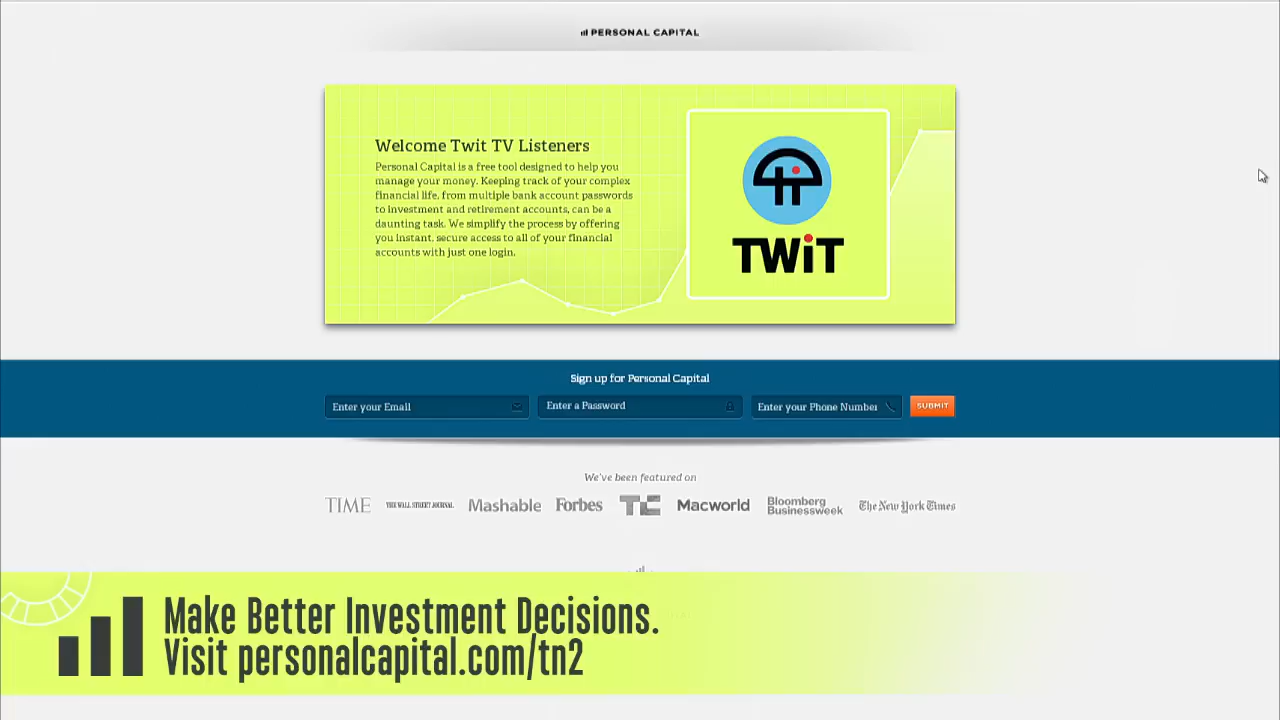 PERSONAL CAPITAL
Welcome Twit TV Listeners
Personal Capital is a free tool designed to help you
manage your money. Keeping track of your complex
financial life, from multiple bank account passwords
to investment and retirement accounts, can be a
daunting task. We simplify the process by offering
you instant, secure access to all of your financial
accounts with just one login.
TWiT
Sign up for Personal Capital
Enter your Email
Enter a Password
Enter your Phone Number
SUBMIT
We've been featured on
TIME
THE WALL STREET JOURNAL
Mashable
Forbes
TC
Macworld
Bloomberg
Businessweek
The New York Times
Make Better Investment Decisions.
Visit personalcapital.com/tn2